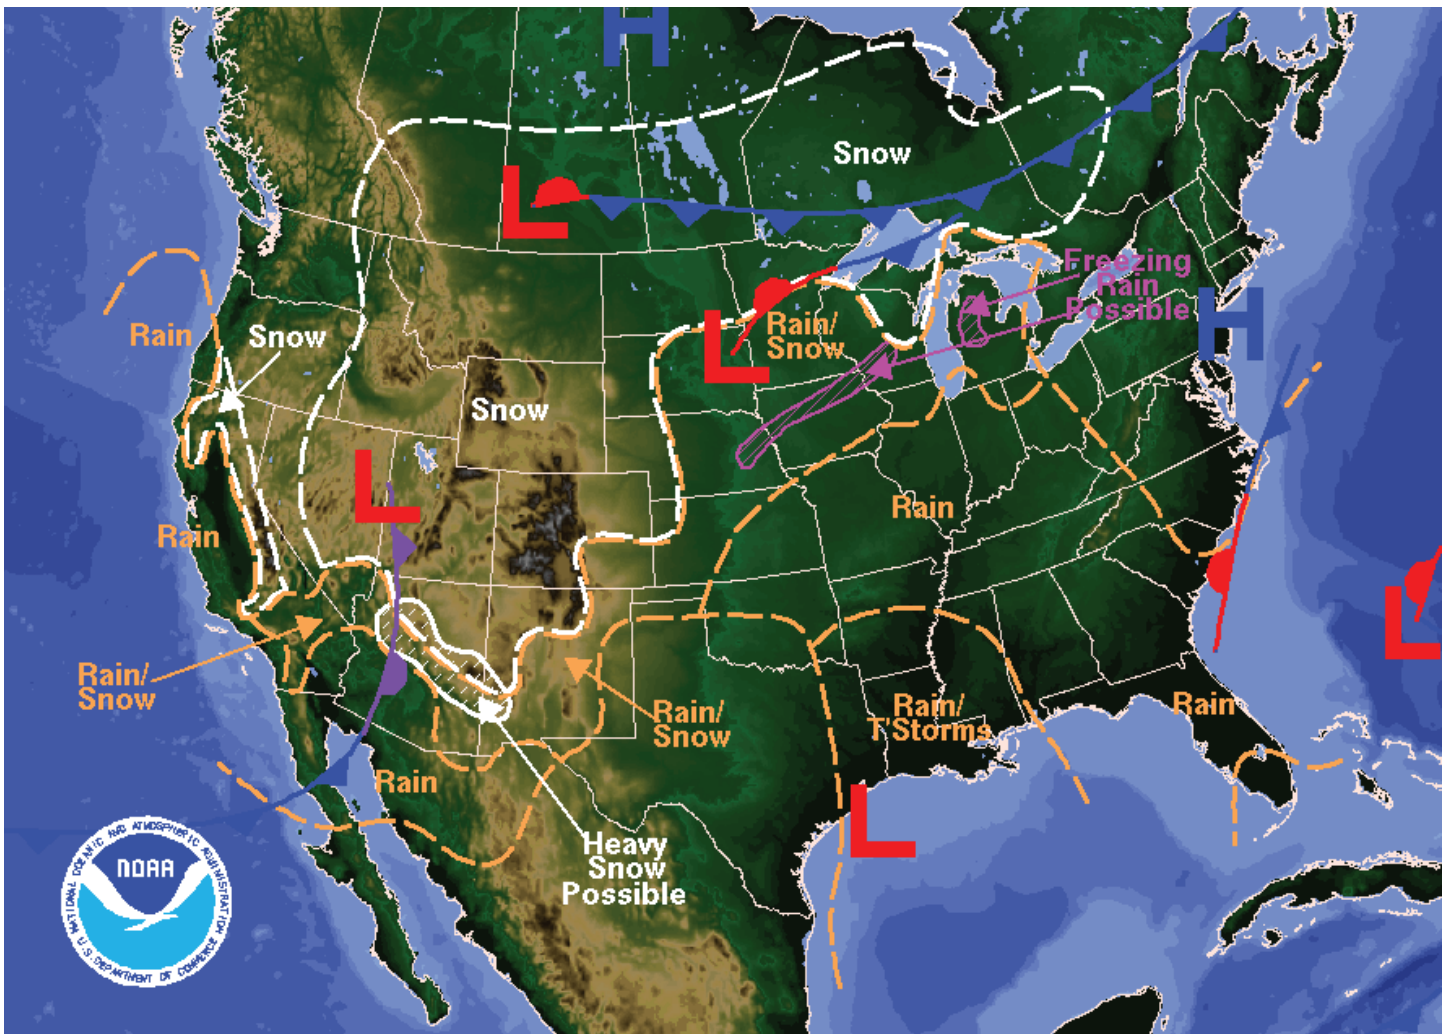 H
Snow
L
Freezing
Rain
Possible
Rain
Snow
L
Rain/
Snow
H
Snow
L
Rain
Rain
L
Rain/
Snow
Rain/
Snow
Rain/
T'Storms
Rain
Rain
L
Heavy
Snow
Possible
NATIONAL OCEANIC AND ATMOSPHERIC ADMINISTRATION
NOAA
U.S. DEPARTMENT OF COMMERCE